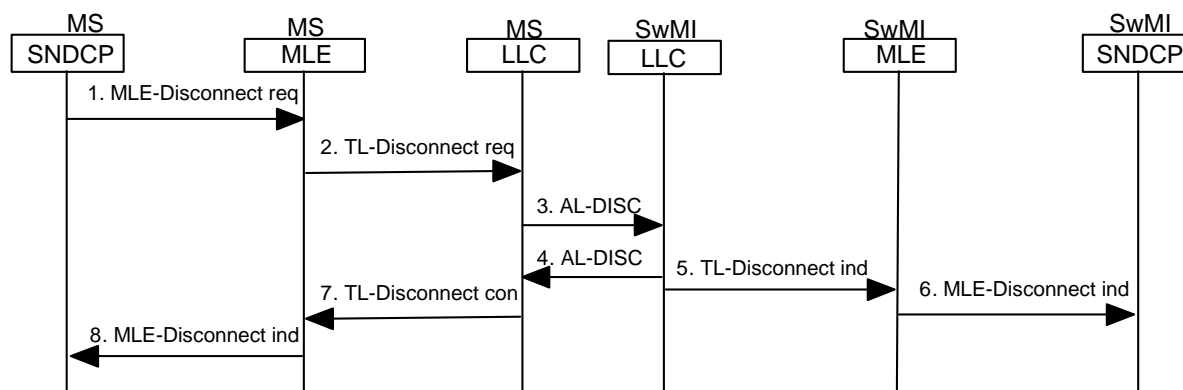 MS MS MS SwMI SwMI SwMI
SNDCP MLE LLC LLC MLE SNDCP
1. MLE-Disconnect req
2. TL-Disconnect req
3. AL-DISC
4. AL-DISC
5. TL-Disconnect ind
6. MLE-Disconnect ind
7. TL-Disconnect con
8. MLE-Disconnect ind